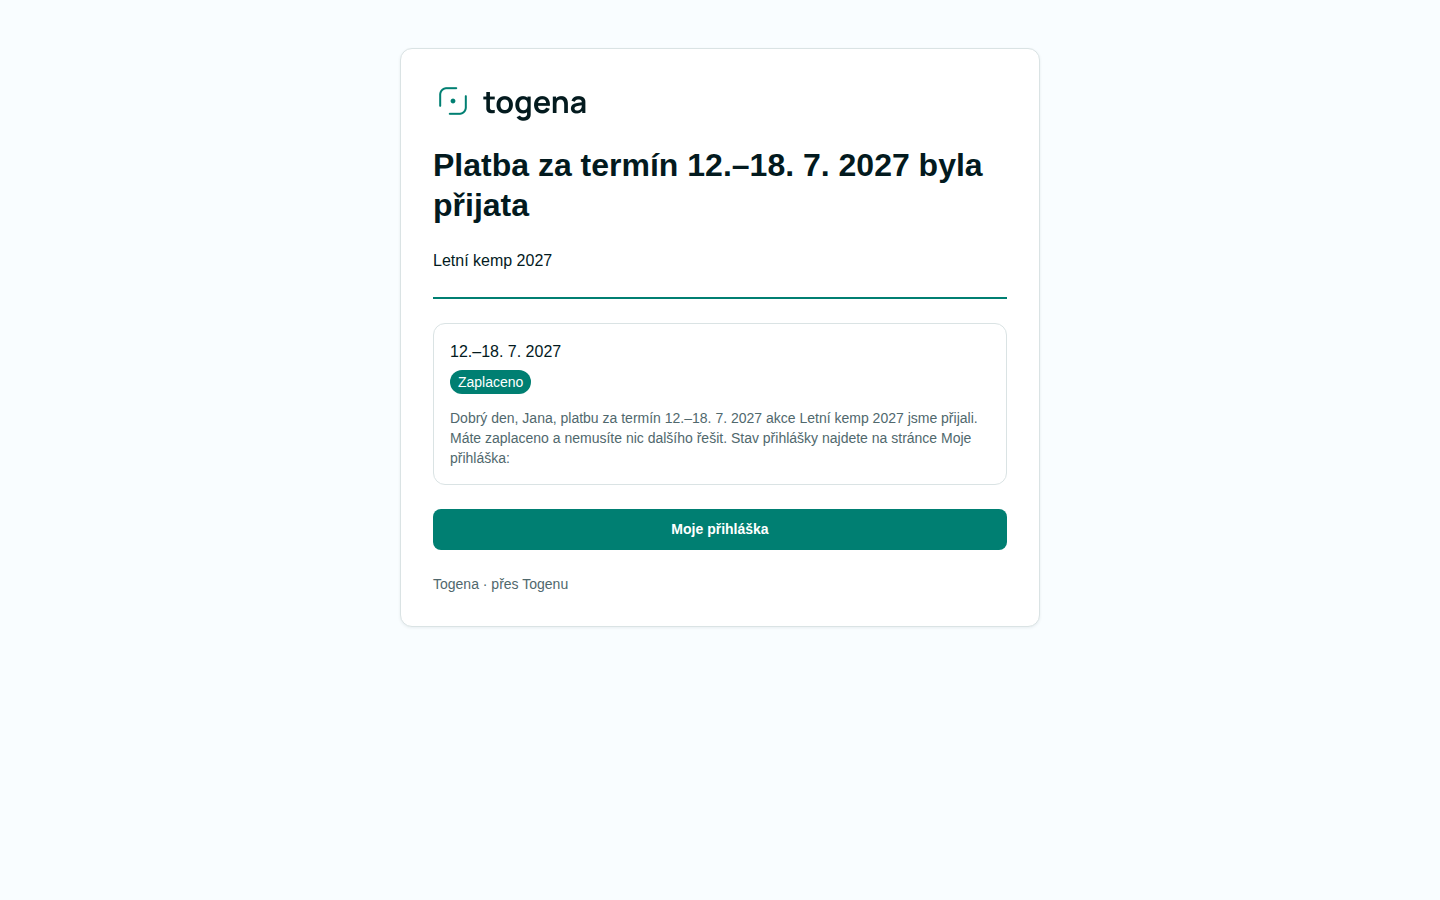 togena
Platba za termín 12.–18. 7. 2027 byla
přijata
Letní kemp 2027
12.–18. 7. 2027
Zaplaceno
Dobrý den, Jana, platbu za termín 12.–18. 7. 2027 akce Letní kemp 2027 jsme přijali.
Máte zaplaceno a nemusíte nic dalšího řešit. Stav přihlášky najdete na stránce Moje
přihláška:
Moje přihláška
Togena · přes Togenu